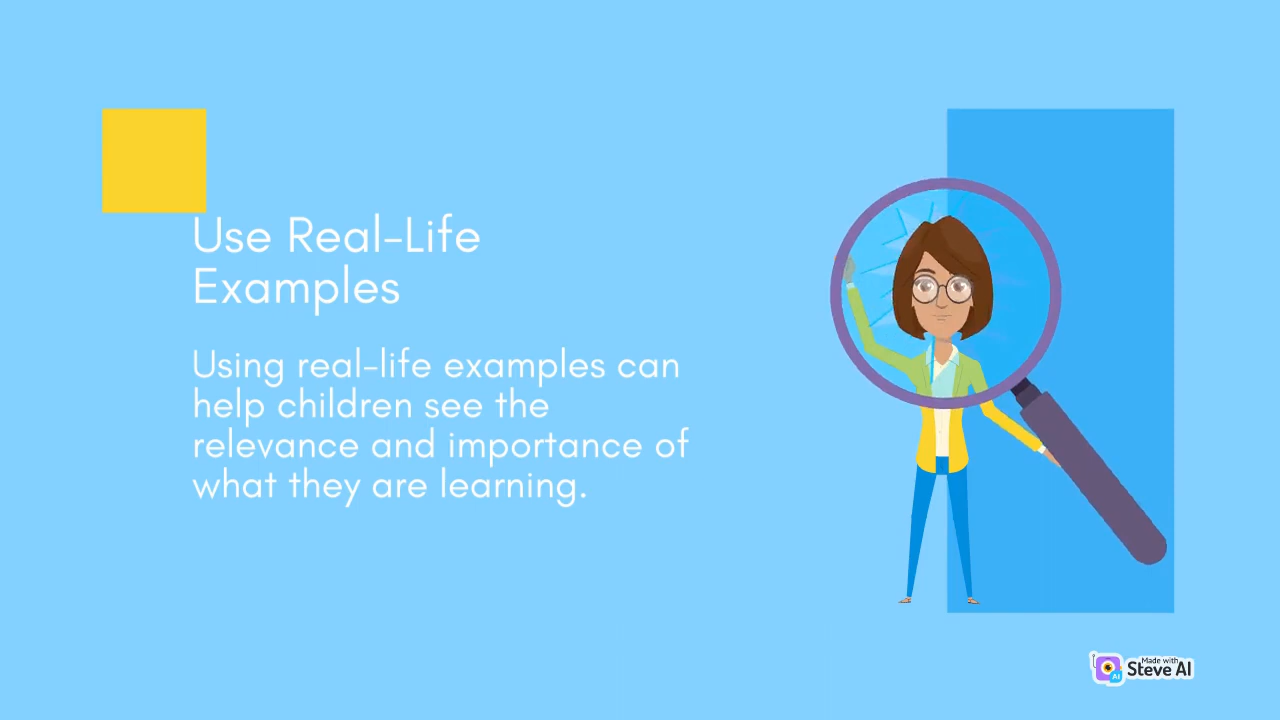 Use Real-Life
Examples
Using real-life examples can
help children see the
relevance and importance of
what they are learning.
Made with
Steve AI
AI